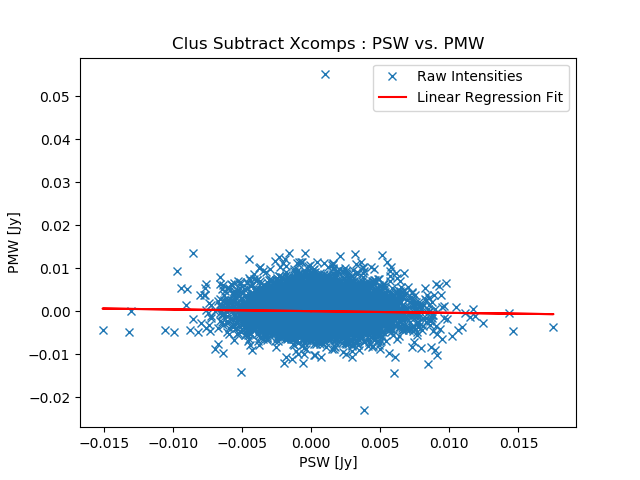 Clus Subtract Xcomps : PSW vs. PMW
Raw Intensities
Linear Regression Fit
PMW [Jy]
0.05
0.04
0.03
0.02
0.01
0.00
−0.01
−0.02
−0.015 −0.010 −0.005 0.000 0.005 0.010 0.015
PSW [Jy]